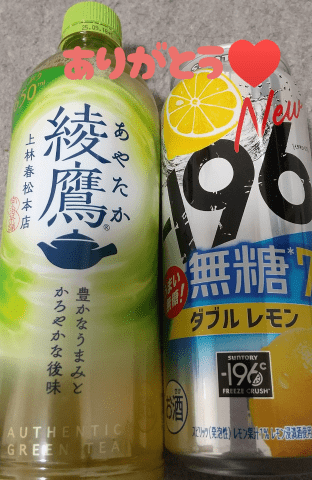 ありがとう
New
あやたか
綾鷹
上林春松本店
豊かなうまみと
かろやかな後味
AUTHENTIC
GREEN TEA
-196
無糖
7
ダブルレモン
SUNTORY
-196℃
FREEZE CRUSH
お酒